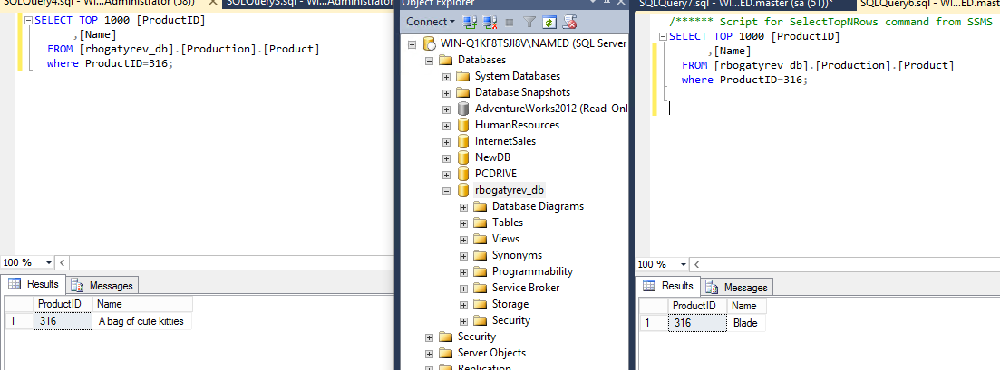 SQLQuery4.sql - Wi...Administrator (58))
SQLQuery5.sql - Wi...Administrator
SELECT TOP 1000 [ProductID]
,[Name]
FROM [rbogatyrev_db].[Production].[Product]
where ProductID=316;
100 %
Results
Messages
ProductID Name
1 316 A bag of cute kitties
Object Explorer
Connect
WIN-Q1KF8TSJI8V\NAMED (SQL Server
Databases
System Databases
Database Snapshots
AdventureWorks2012 (Read-Onl
HumanResources
InternetSales
NewDB
PCDRIVE
rbogatyrev_db
Database Diagrams
Tables
Views
Synonyms
Programmability
Service Broker
Storage
Security
Security
Server Objects
Replication
SQLQuery7.sql - WI...ED.master (sa (51))*
SQLQuery6.sql - WI...ED.mast
/****** Script for SelectTopNRows command from SSMS
SELECT TOP 1000 [ProductID]
,[Name]
FROM [rbogatyrev_db].[Production].[Product]
where ProductID=316;
100 %
Results
Messages
ProductID Name
1 316 Blade